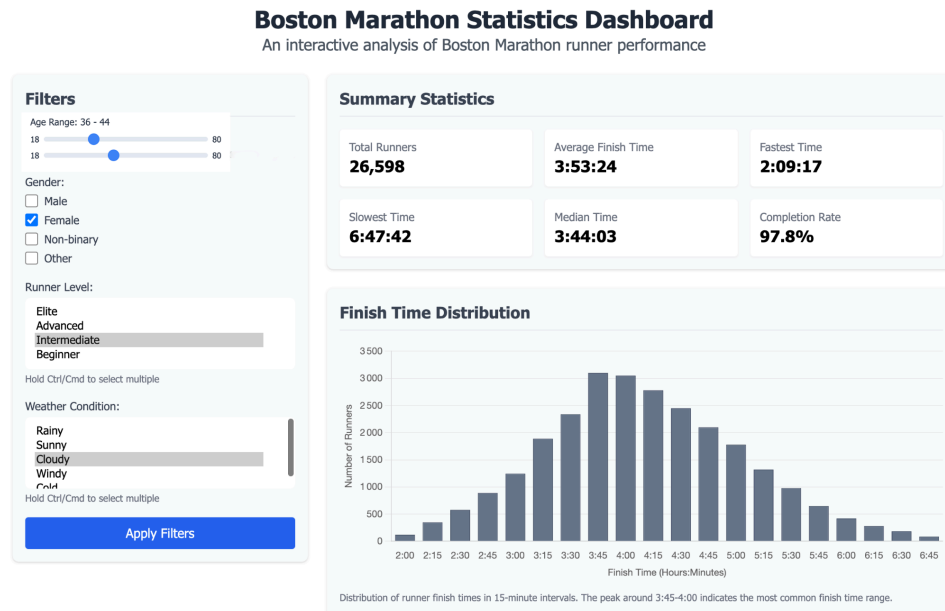 Boston Marathon Statistics Dashboard
An interactive analysis of Boston Marathon runner performance
Filters
Age Range: 36 - 44
18 80
18 80
Gender:
Male
Female
Non-binary
Other
Runner Level:
Elite
Advanced
Intermediate
Beginner
Hold Ctrl/Cmd to select multiple
Weather Condition:
Rainy
Sunny
Cloudy
Windy
Cold
Hold Ctrl/Cmd to select multiple
Apply Filters
Summary Statistics
Total Runners
26,598
Average Finish Time
3:53:24
Fastest Time
2:09:17
Slowest Time
6:47:42
Median Time
3:44:03
Completion Rate
97.8%
Finish Time Distribution
Number of Runners
3500
3000
2500
2000
1500
1000
500
0
2:00 2:15 2:30 2:45 3:00 3:15 3:30 3:45 4:00 4:15 4:30 4:45 5:00 5:15 5:30 5:45 6:00 6:15 6:30 6:45
Finish Time (Hours:Minutes)
Distribution of runner finish times in 15-minute intervals. The peak around 3:45-4:00 indicates the most common finish time range.